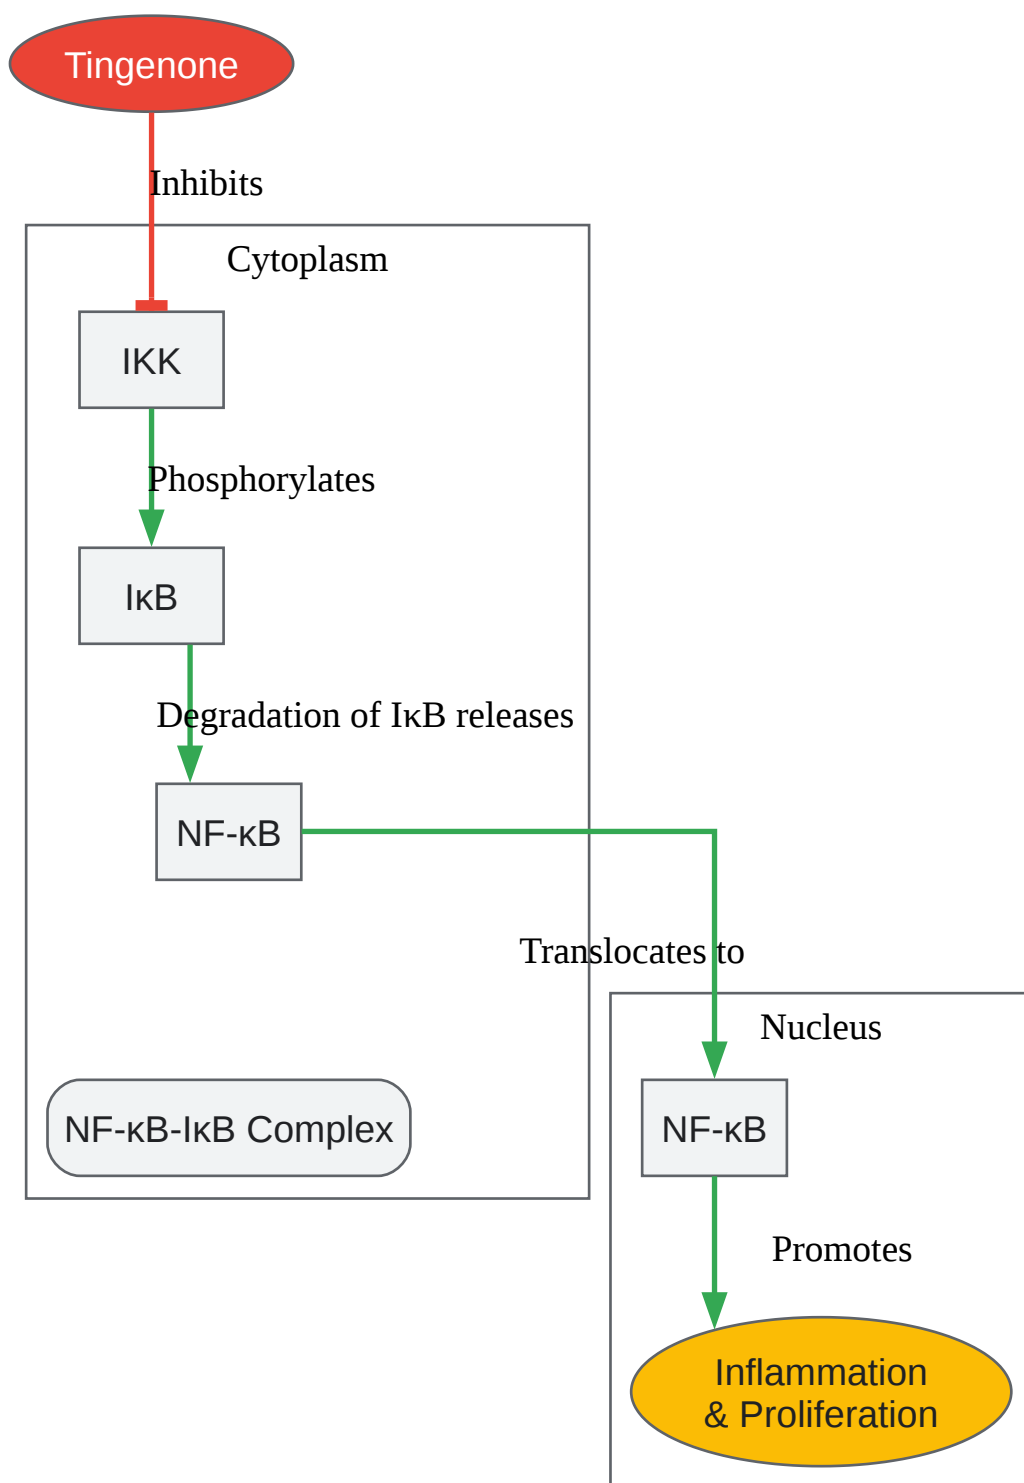 Tingenone
Inhibits
Cytoplasm
IKK
Phosphorylates
IκB
Degradation of IκB releases
NF-κB
Translocates to
Nucleus
NF-κB-IκB Complex
NF-κB
Promotes
Inflammation
& Proliferation